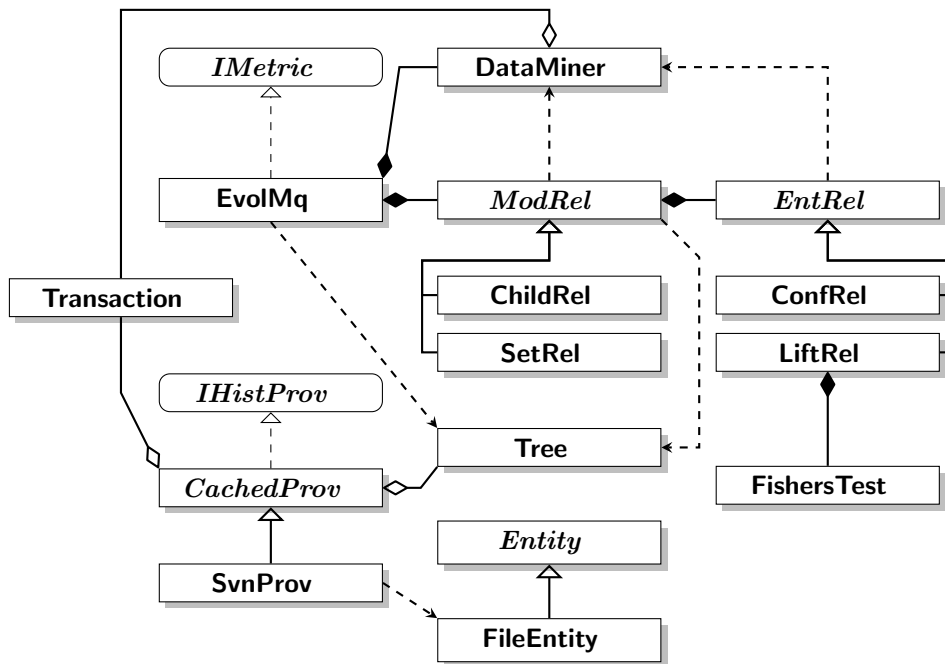 IMetric
DataMiner
EvolMq
ModRel
EntRel
Transaction
ChildRel
ConfRel
SetRel
LiftRel
IHistProv
Tree
CachedProv
FishersTest
Entity
SvnProv
FileEntity